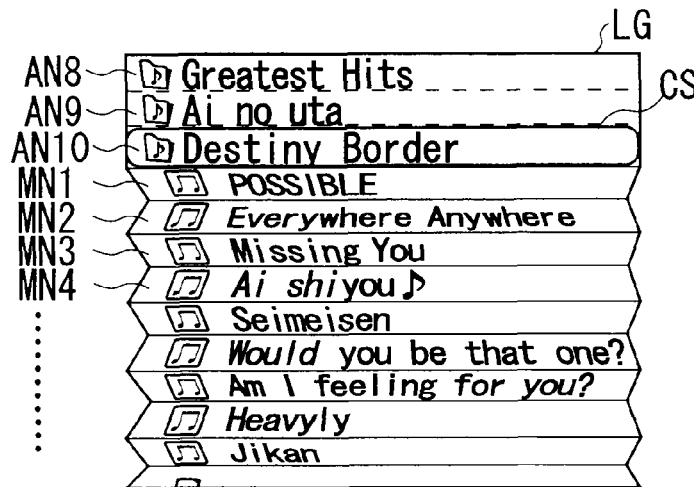 LG
AN8 Greatest Hits
CS
AN9 Ai no uta
AN10 Destiny Border
MN1 POSSIBLE
MN2 Everywhere Anywhere
MN3 Missing You
MN4 Ai shiyou♪
Seimeisen
Would you be that one?
Am I feeling for you?
Heavyly
Jikan